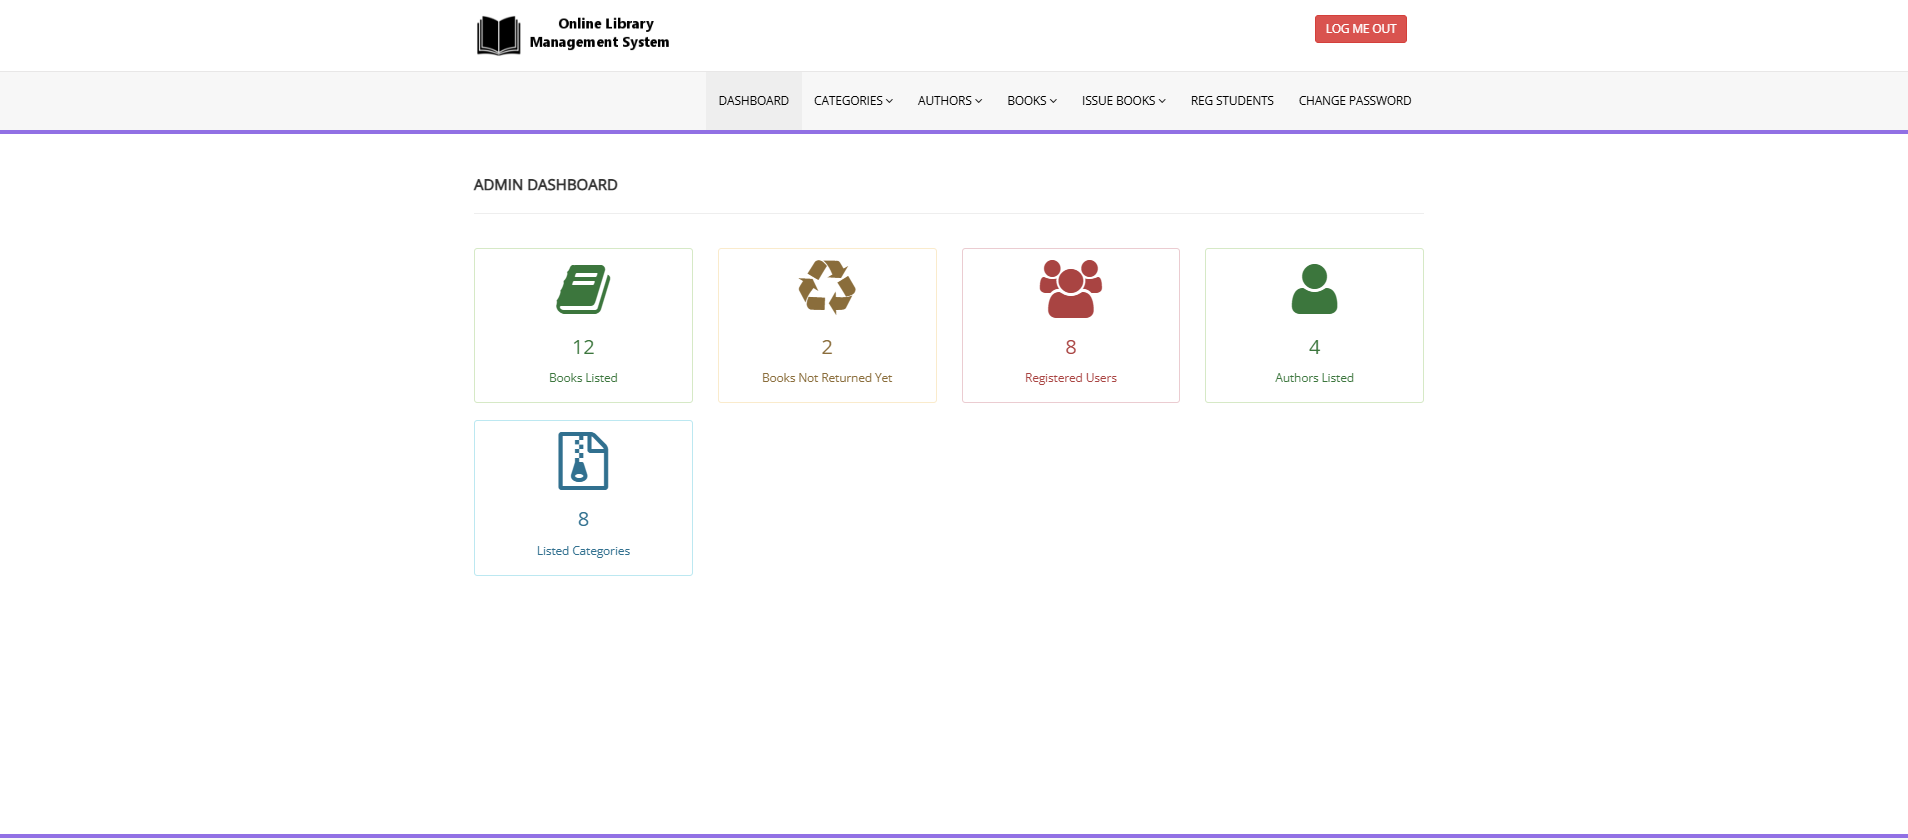 Online Library
Management System
LOG ME OUT
DASHBOARD CATEGORIES AUTHORS BOOKS ISSUE BOOKS REG STUDENTS CHANGE PASSWORD
ADMIN DASHBOARD
12
Books Listed
2
Books Not Returned Yet
8
Registered Users
4
Authors Listed
8
Listed Categories